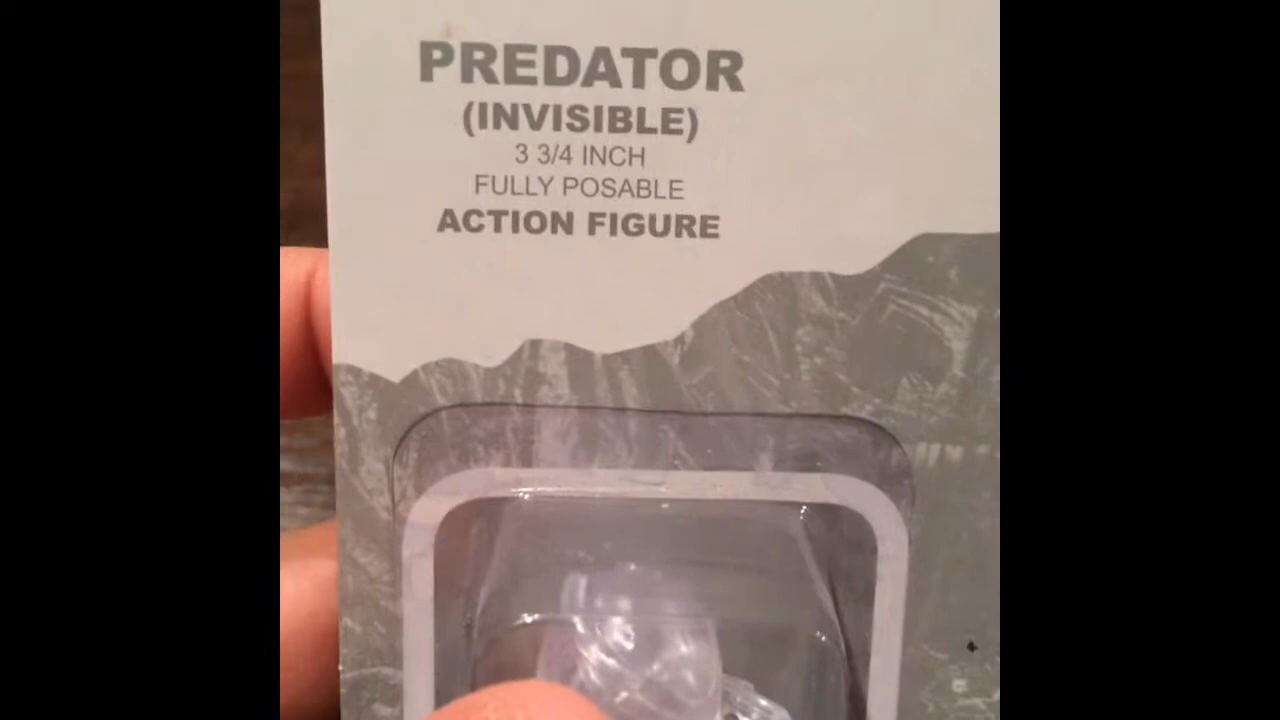 PREDATOR
(INVISIBLE)
3 3/4 INCH
FULLY POSABLE
ACTION FIGURE